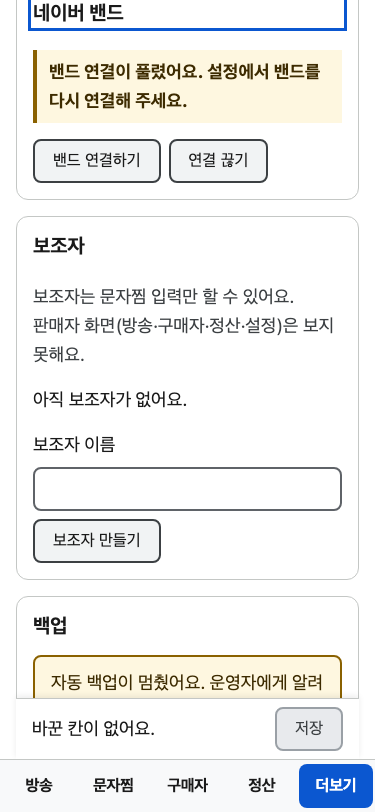 네이버 밴드
밴드 연결이 풀렸어요. 설정에서 밴드를
다시 연결해 주세요.
밴드 연결하기
연결 끊기
보조자
보조자는 문자찜 입력만 할 수 있어요.
판매자 화면(방송·구매자·정산·설정)은 보지
못해요.
아직 보조자가 없어요.
보조자 이름
보조자 만들기
백업
자동 백업이 멈췄어요. 운영자에게 알려
바꾼 칸이 없어요.
저장
방송
문자찜
구매자
정산
더보기